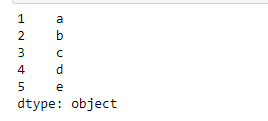 1    a
2    b
3    c
4    d
5    e
dtype: object